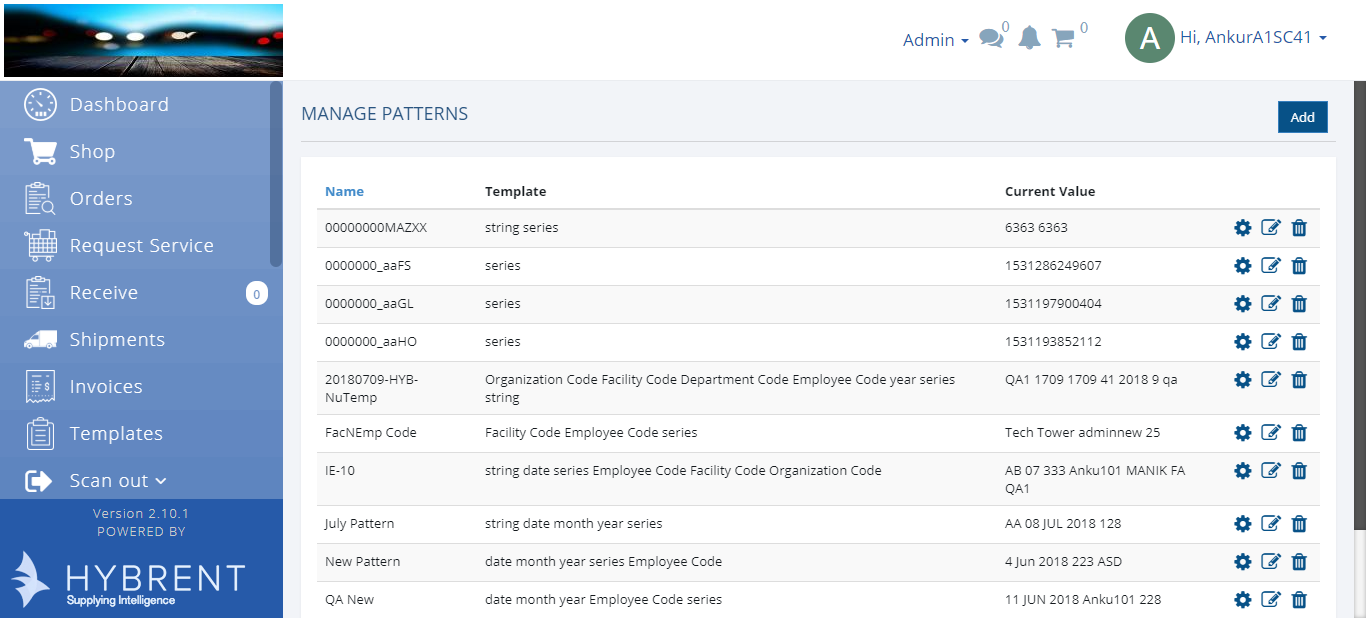 Admin 0 0 A Hi, AnkurA1SC41
Dashboard
Shop
Orders
Request Service
Receive 0
Shipments
Invoices
Templates
Scan out
Version 2.10.1
POWERED BY
HYBRENT
Supplying Intelligence
MANAGE PATTERNS Add
Name Template Current Value
00000000MAZXX string series 6363 6363
0000000_aaFS series 1531286249607
0000000_aaGL series 1531197900404
0000000_aaHO series 1531193852112
20180709-HYB- Organization Code Facility Code Department Code Employee Code year series QA1 1709 1709 41 2018 9 qa
NuTemp string
FacNEmp Code Facility Code Employee Code series Tech Tower adminnew 25
IE-10 string date series Employee Code Facility Code Organization Code AB 07 333 Anku101 MANIK FA
QA1
July Pattern string date month year series AA 08 JUL 2018 128
New Pattern date month year series Employee Code 4 Jun 2018 223 ASD
QA New date month year Employee Code series 11 JUN 2018 Anku101 228